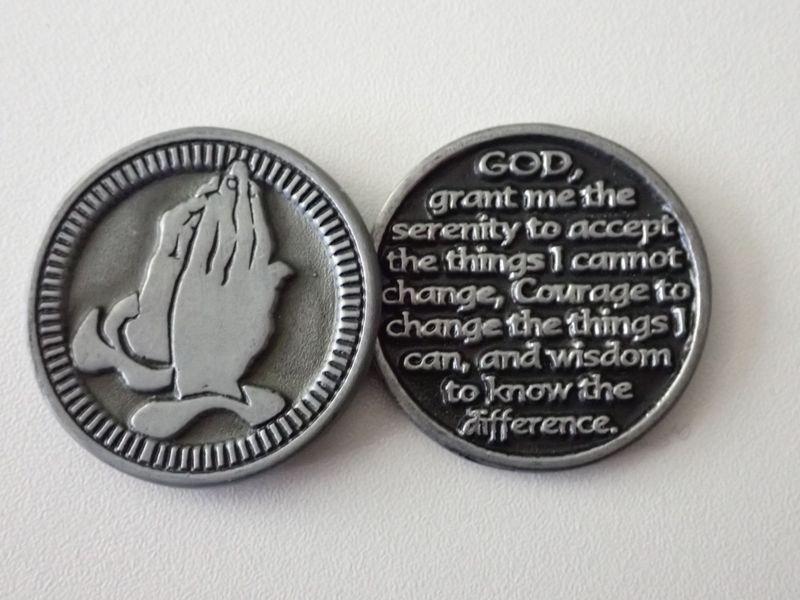 GOD,
grant me the
serenity to accept
the things I cannot
change, Courage to
change the things I
can, and wisdom
to know the
difference.